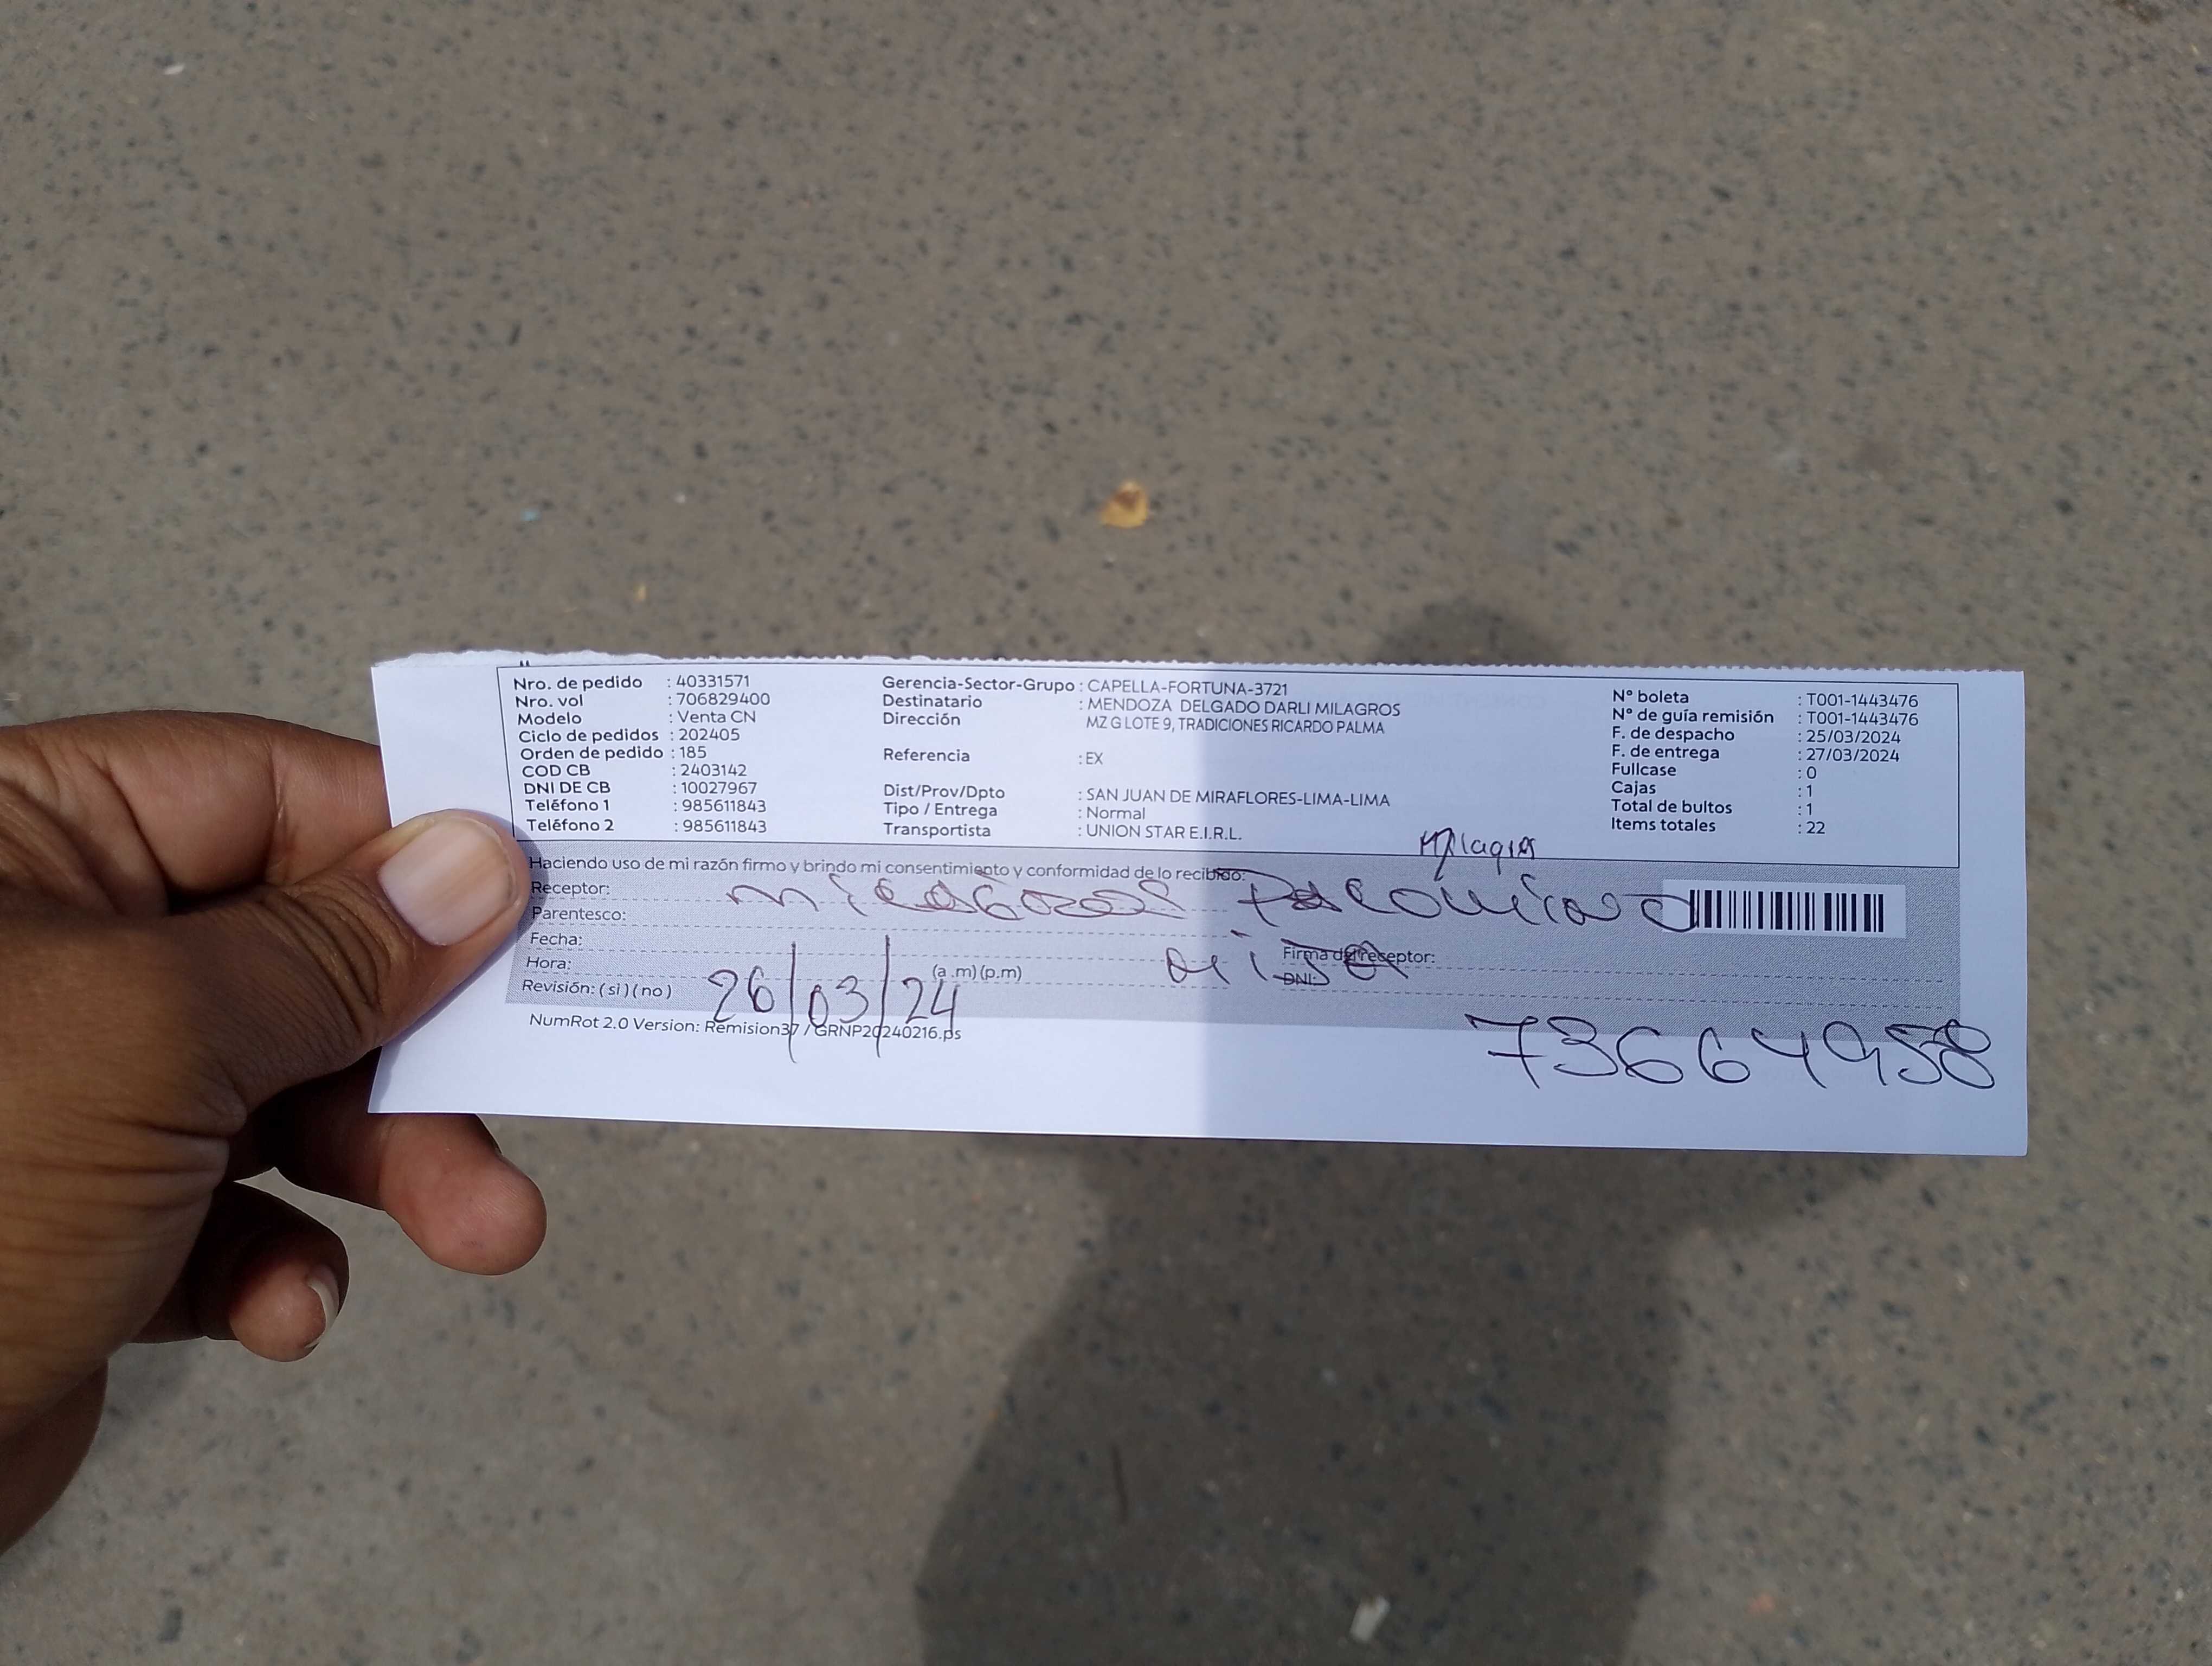 Nro. de pedido : 40331571
Nro. vol : 706829400
Modelo : Venta CN
Ciclo de pedidos : 202405
Orden de pedido : 185
COD CB : 2403142
DNI DE CB : 10027967
Teléfono 1 : 985611843
Teléfono 2 : 985611843
Gerencia-Sector-Grupo : CAPELLA-FORTUNA-3721
Destinatario : MENDOZA DELGADO DARLI MILAGROS
Dirección MZ G LOTE 9, TRADICIONES RICARDO PALMA
Referencia : EX
Dist/Prov/Dpto : SAN JUAN DE MIRAFLORES-LIMA-LIMA
Tipo / Entrega : Normal
Transportista : UNION STAR E.I.R.L.
N° boleta : T001-1443476
N° de guía remisión : T001-1443476
F. de despacho : 25/03/2024
F. de entrega : 27/03/2024
Fullcase : 0
Cajas : 1
Total de bultos : 1
Items totales : 22
Milagros
Haciendo uso de mi razón firmo y brindo mi consentimiento y conformidad de lo recibido:
Receptor:
Parentesco:
Fecha:
Hora: (a.m) (p.m)
Revisión: ( si ) ( no )
26/03/24
Firma del receptor:
DNI:
73664958
NumRot 2.0 Version: Remision37 / GRNP20240216.ps